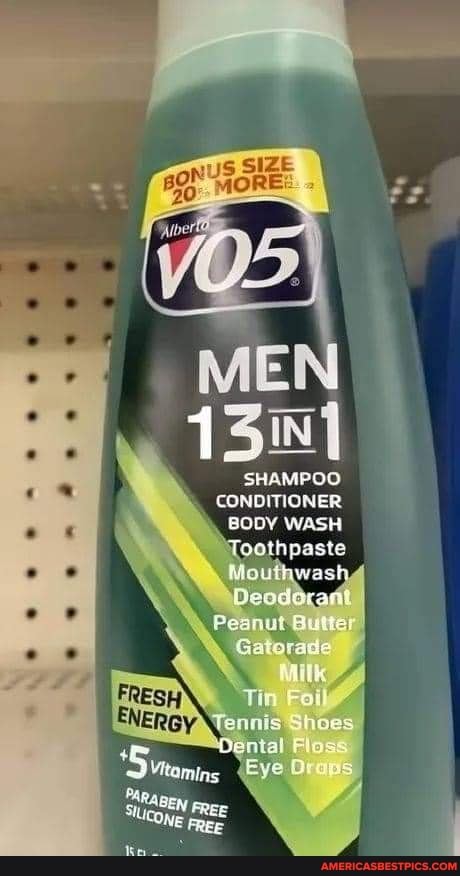 BONUS SIZE
20% MORE
Alberto
VO5
MEN
13 IN 1
SHAMPOO
CONDITIONER
BODY WASH
Toothpaste
Mouthwash
Deodorant
Peanut Butter
Gatorade
Milk
Tin Foil
Tennis Shoes
Dental Floss
Eye Drops
FRESH
ENERGY
+5 Vitamins
PARABEN FREE
SILICONE FREE
AMERICASBESTPICS.COM